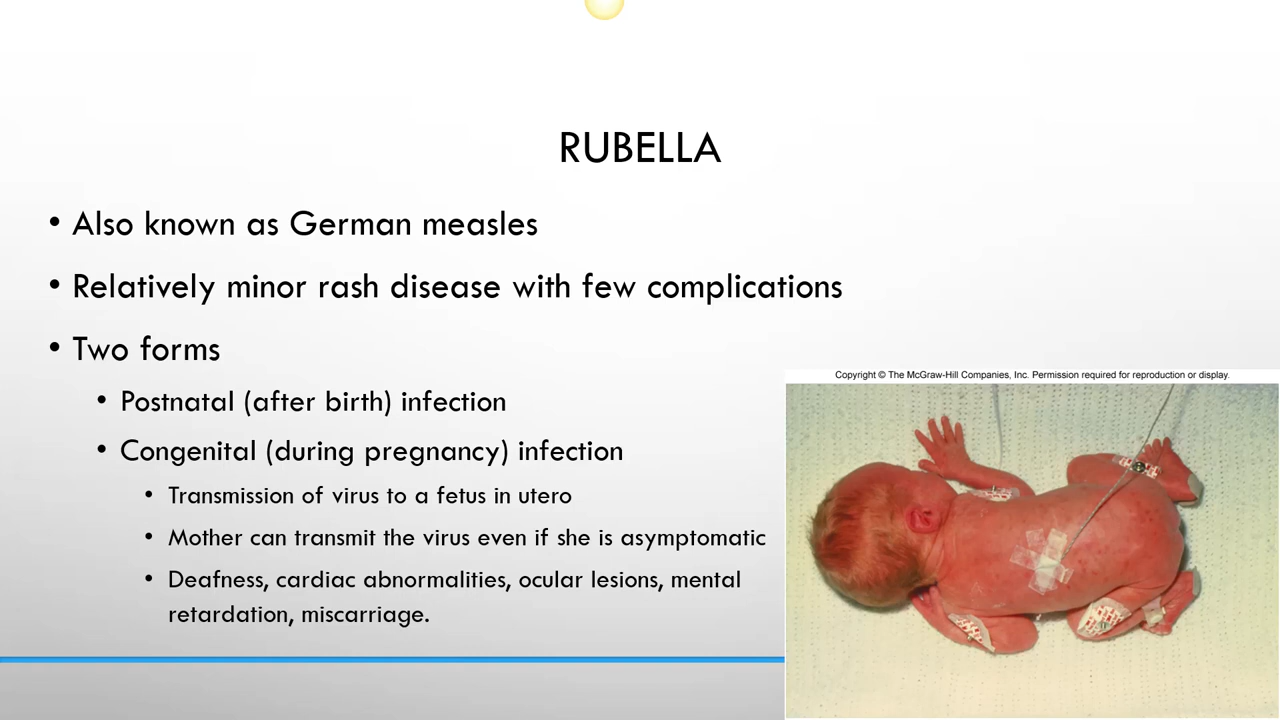 RUBELLA
• Also known as German measles
• Relatively minor rash disease with few complications
• Two forms
• Postnatal (after birth) infection
• Congenital (during pregnancy) infection
• Transmission of virus to a fetus in utero
• Mother can transmit the virus even if she is asymptomatic
• Deafness, cardiac abnormalities, ocular lesions, mental
retardation, miscarriage.
Copyright © The McGraw-Hill Companies, Inc. Permission required for reproduction or display.